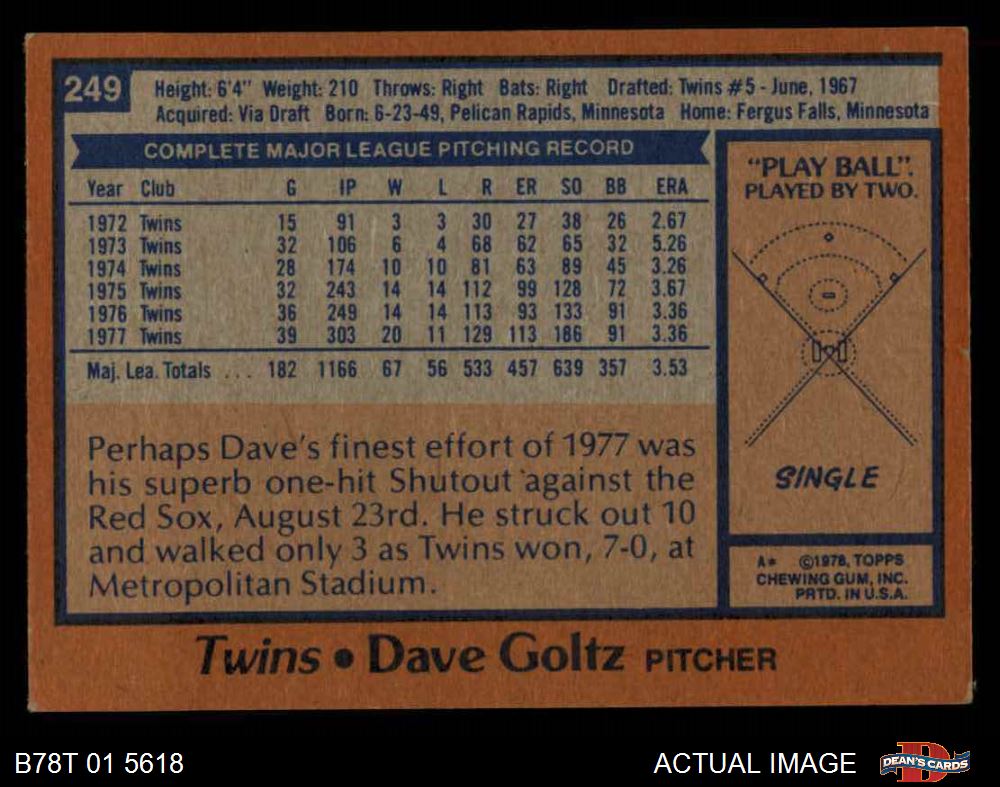 249
Height: 6'4" Weight: 210 Throws: Right Bats: Right Drafted: Twins #5 - June, 1967
Acquired: Via Draft Born: 6-23-49, Pelican Rapids, Minnesota Home: Fergus Falls, Minnesota
COMPLETE MAJOR LEAGUE PITCHING RECORD
Year Club G IP W L R ER SO BB ERA
1972 Twins 15 91 3 3 30 27 38 26 2.67
1973 Twins 32 106 6 4 68 62 65 32 5.26
1974 Twins 28 174 10 10 81 63 89 45 3.26
1975 Twins 32 243 14 14 112 99 128 72 3.67
1976 Twins 36 249 14 14 113 93 133 91 3.36
1977 Twins 39 303 20 11 129 113 186 91 3.36
Maj. Lea. Totals ... 182 1166 67 56 533 457 639 357 3.53
Perhaps Dave's finest effort of 1977 was
his superb one-hit Shutout against the
Red Sox, August 23rd. He struck out 10
and walked only 3 as Twins won, 7-0, at
Metropolitan Stadium.
"PLAY BALL".
PLAYED BY TWO.
SINGLE
A* ©1978, TOPPS
CHEWING GUM, INC.
PRTD. IN U.S.A.
Twins • Dave Goltz PITCHER
B78T 01 5618
ACTUAL IMAGE
D
DEAN'S CARDS